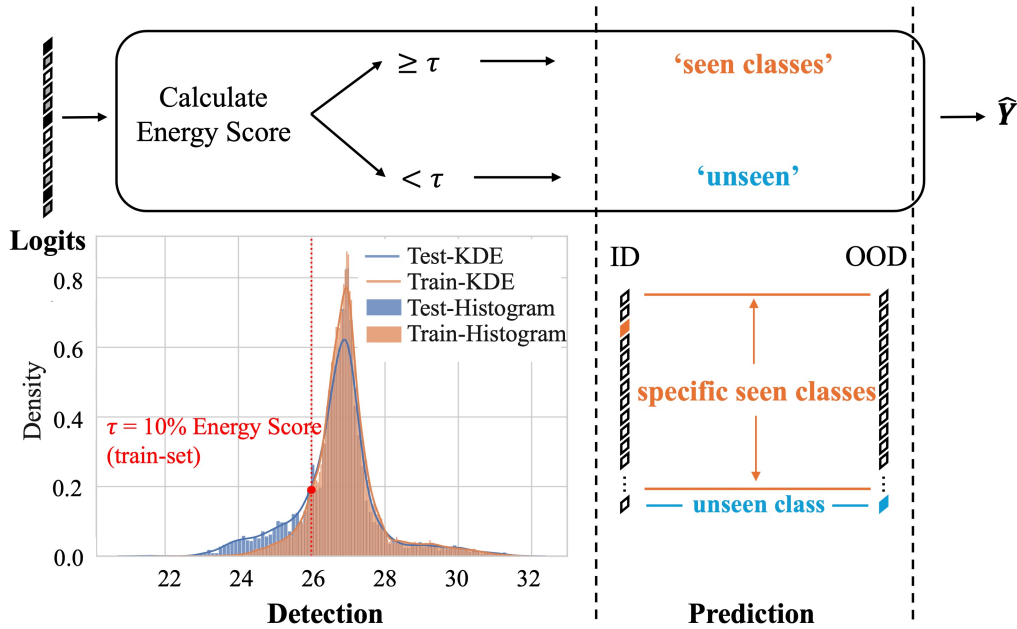 Calculate
Energy Score
≥ τ
< τ
‘seen classes’
‘unseen’
Ŷ
Logits
Test-KDE
Train-KDE
Test-Histogram
Train-Histogram
0.8
0.6
0.4
0.2
0.0
Density
τ = 10% Energy Score
(train-set)
22 24 26 28 30 32
Detection
ID OOD
specific seen classes
...
...
unseen class
Prediction